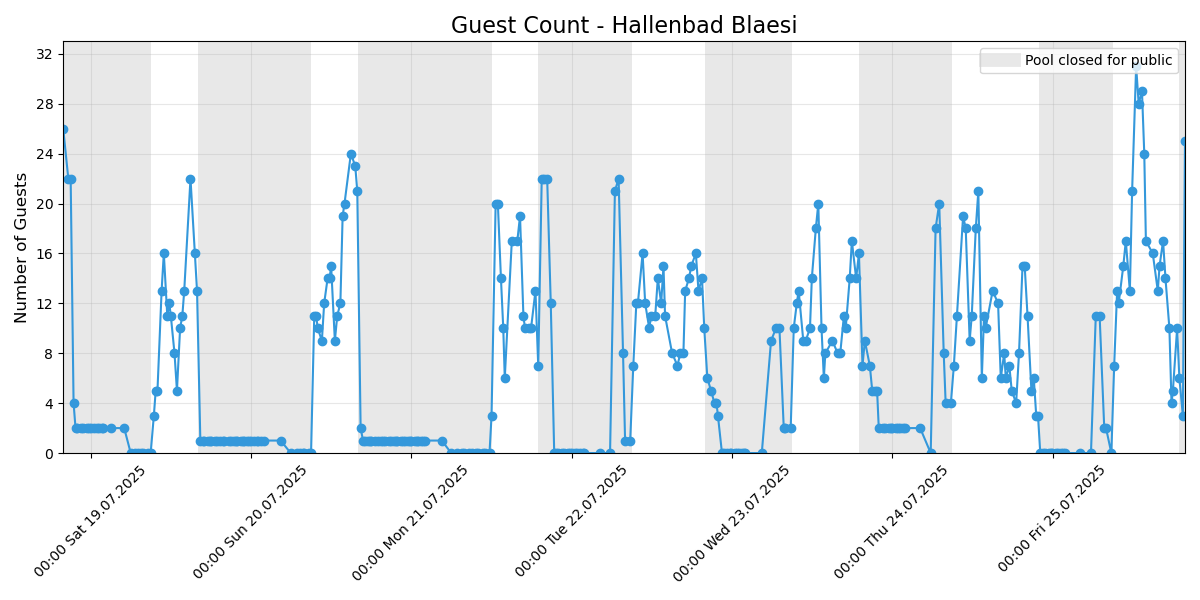 Guest Count - Hallenbad Blaesi
Pool closed for public
Number of Guests
32
28
24
20
16
12
8
4
0
00:00 Sat 19.07.2025
00:00 Sun 20.07.2025
00:00 Mon 21.07.2025
00:00 Tue 22.07.2025
00:00 Wed 23.07.2025
00:00 Thu 24.07.2025
00:00 Fri 25.07.2025